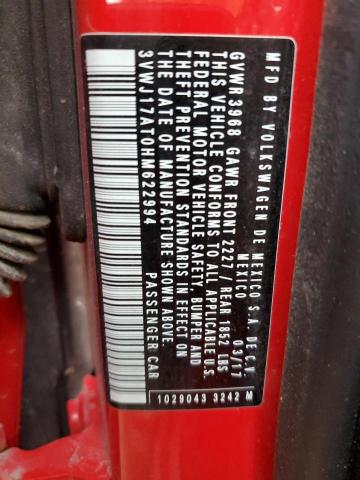 MFD BY VOLKSWAGEN DE MEXICO S.A. DE C.V.
MEXICO 03/17
GVWR 3968 GAWR FRONT 2227/ REAR 1852 LBS
THIS VEHICLE CONFORMS TO ALL APPLICABLE U.S.
FEDERAL MOTOR VEHICLE SAFETY, BUMPER AND
THEFT PREVENTION STANDARDS IN EFFECT ON
THE DATE OF MANUFACTURE SHOWN ABOVE.
3VWJ17AT0HM622994 PASSENGER CAR
1029043 3242 M